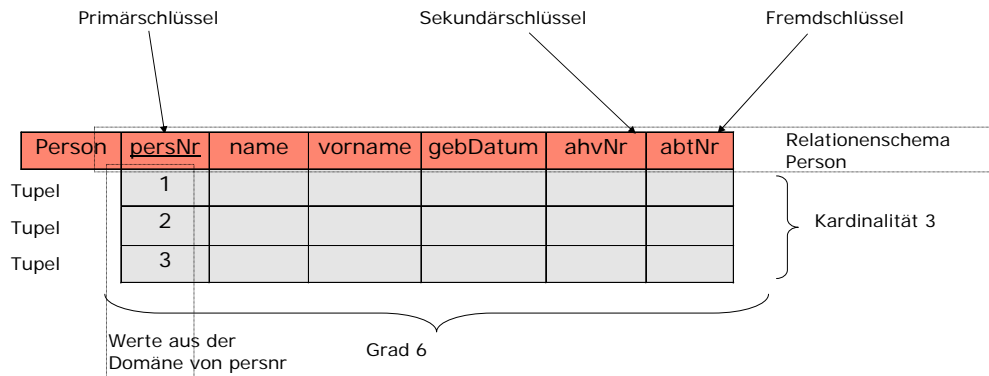 Primärschlüssel Sekundärschlüssel Fremdschlüssel
Person persNr name vorname gebDatum ahvNr abtNr
Relationenschema
Person
Tupel 1
Tupel 2
Tupel 3
Kardinalität 3
Werte aus der
Domäne von persnr
Grad 6